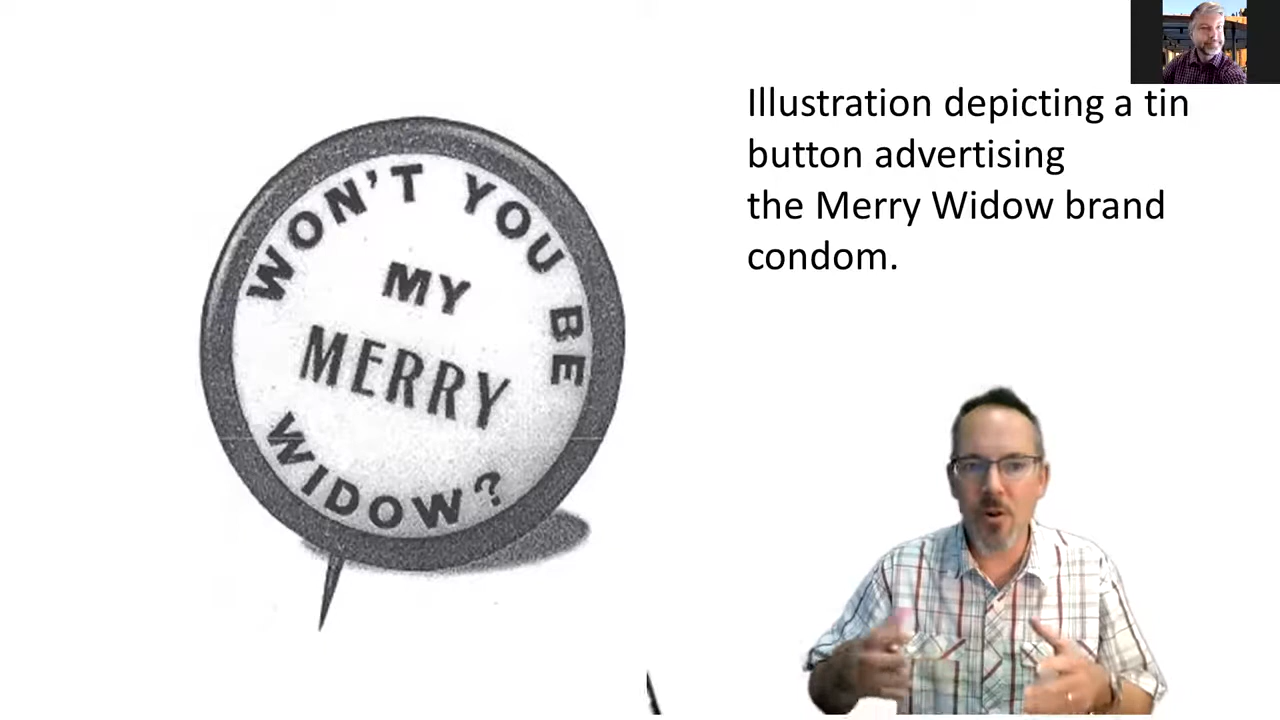 WON'T YOU BE
MY
MERRY
WIDOW?
Illustration depicting a tin
button advertising
the Merry Widow brand
condom.